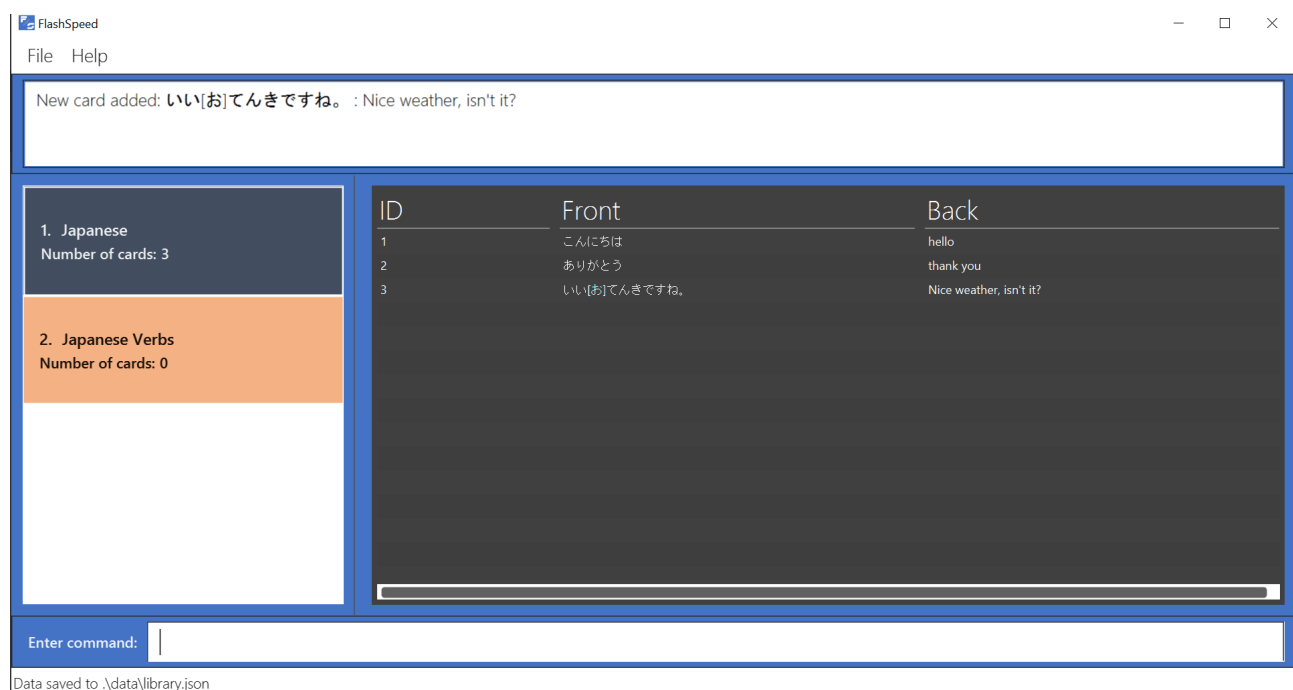 FlashSpeed
File Help
New card added: いい[お]てんきですね。 : Nice weather, isn't it?
1. Japanese
Number of cards: 3
2. Japanese Verbs
Number of cards: 0
ID Front Back
1 こんにちは hello
2 ありがとう thank you
3 いい[お]てんきですね。 Nice weather, isn't it?
Enter command:
Data saved to .\data\library.json